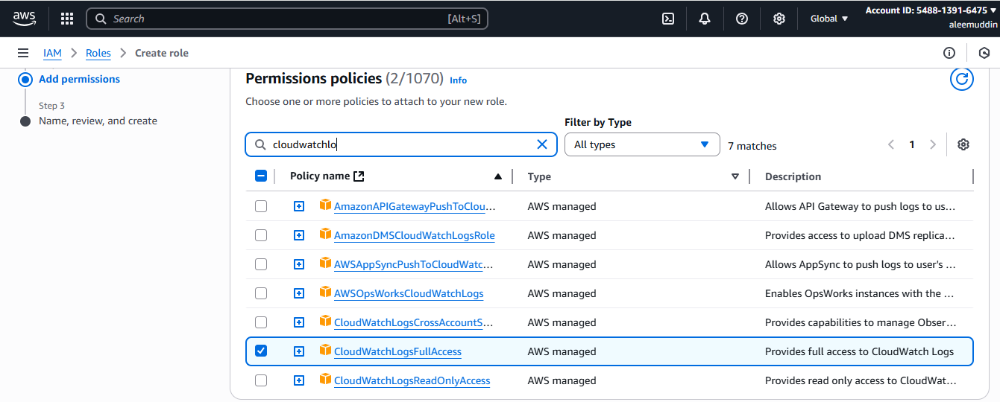 aws Search [Alt+S] Global Account ID: 5488-1391-6475
aleemuddin
IAM > Roles > Create role
Add permissions
Step 3
Name, review, and create
Permissions policies (2/1070) Info
Choose one or more policies to attach to your new role.
Filter by Type
cloudwatchlo All types 7 matches 1
Policy name Type Description
AmazonAPIGatewayPushToClou... AWS managed Allows API Gateway to push logs to us...
AmazonDMSCloudWatchLogsRole AWS managed Provides access to upload DMS replica...
AWSAppSyncPushToCloudWatc... AWS managed Allows AppSync to push logs to user's ...
AWSOpsWorksCloudWatchLogs AWS managed Enables OpsWorks instances with the ...
CloudWatchLogsCrossAccountS... AWS managed Provides capabilities to manage Obser...
CloudWatchLogsFullAccess AWS managed Provides full access to CloudWatch Logs
CloudWatchLogsReadOnlyAccess AWS managed Provides read only access to CloudWat...